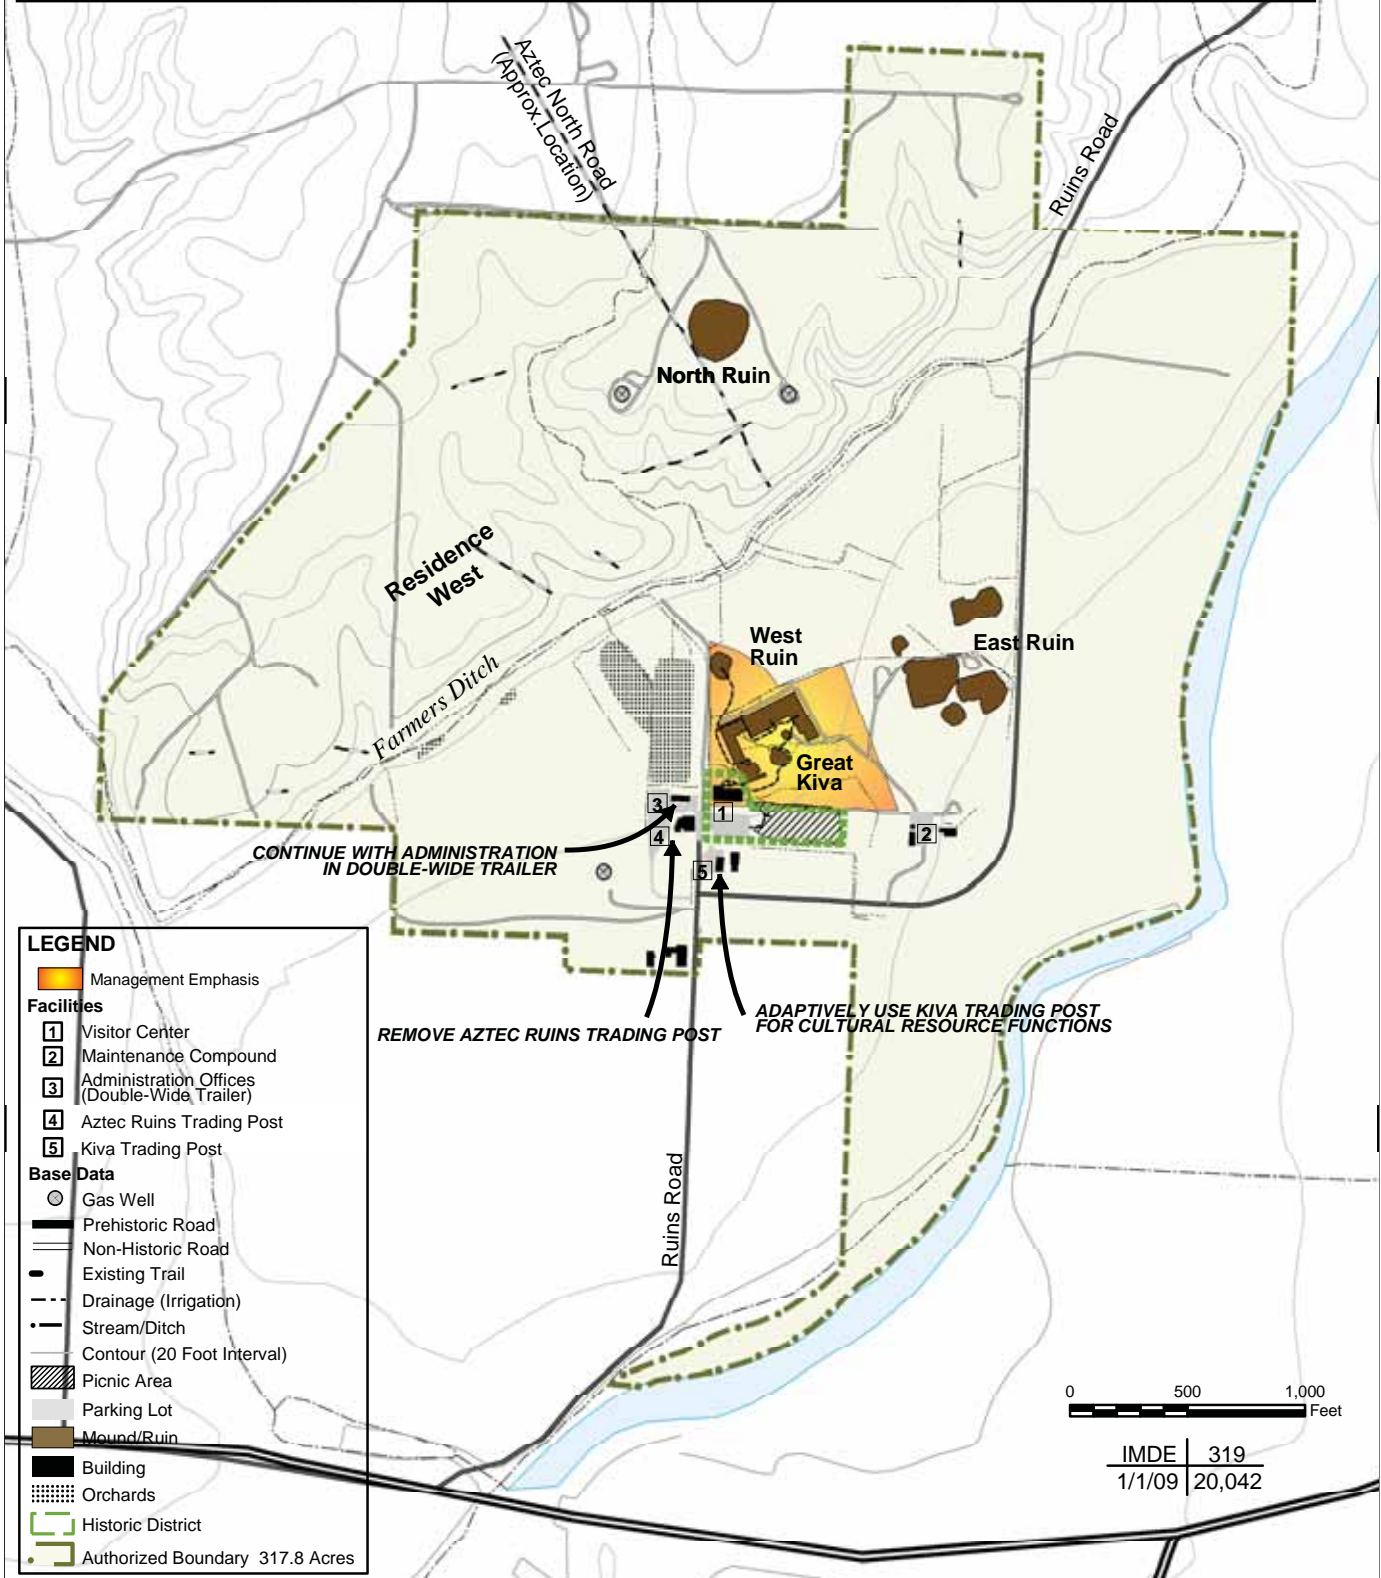 Aztec North Road
(Approx.Location)
Ruins Road
North Ruin
Residence
West
West
Ruin
East Ruin
Farmers Ditch
Great
Kiva
3
1
2
4
5
CONTINUE WITH ADMINISTRATION
IN DOUBLE-WIDE TRAILER
REMOVE AZTEC RUINS TRADING POST
ADAPTIVELY USE KIVA TRADING POST
FOR CULTURAL RESOURCE FUNCTIONS
Ruins Road
LEGEND
Management Emphasis
Facilities
1 Visitor Center
2 Maintenance Compound
3 Administration Offices
(Double-Wide Trailer)
4 Aztec Ruins Trading Post
5 Kiva Trading Post
Base Data
Gas Well
Prehistoric Road
Non-Historic Road
Existing Trail
Drainage (Irrigation)
Stream/Ditch
Contour (20 Foot Interval)
Picnic Area
Parking Lot
Mound/Ruin
Building
Orchards
Historic District
Authorized Boundary 317.8 Acres
0 500 1,000
Feet
IMDE 319
1/1/09 20,042